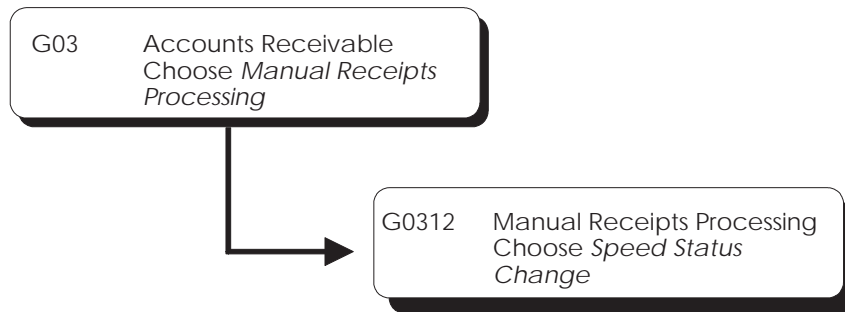 G03 Accounts Receivable
Choose Manual Receipts
Processing
G0312 Manual Receipts Processing
Choose Speed Status
Change